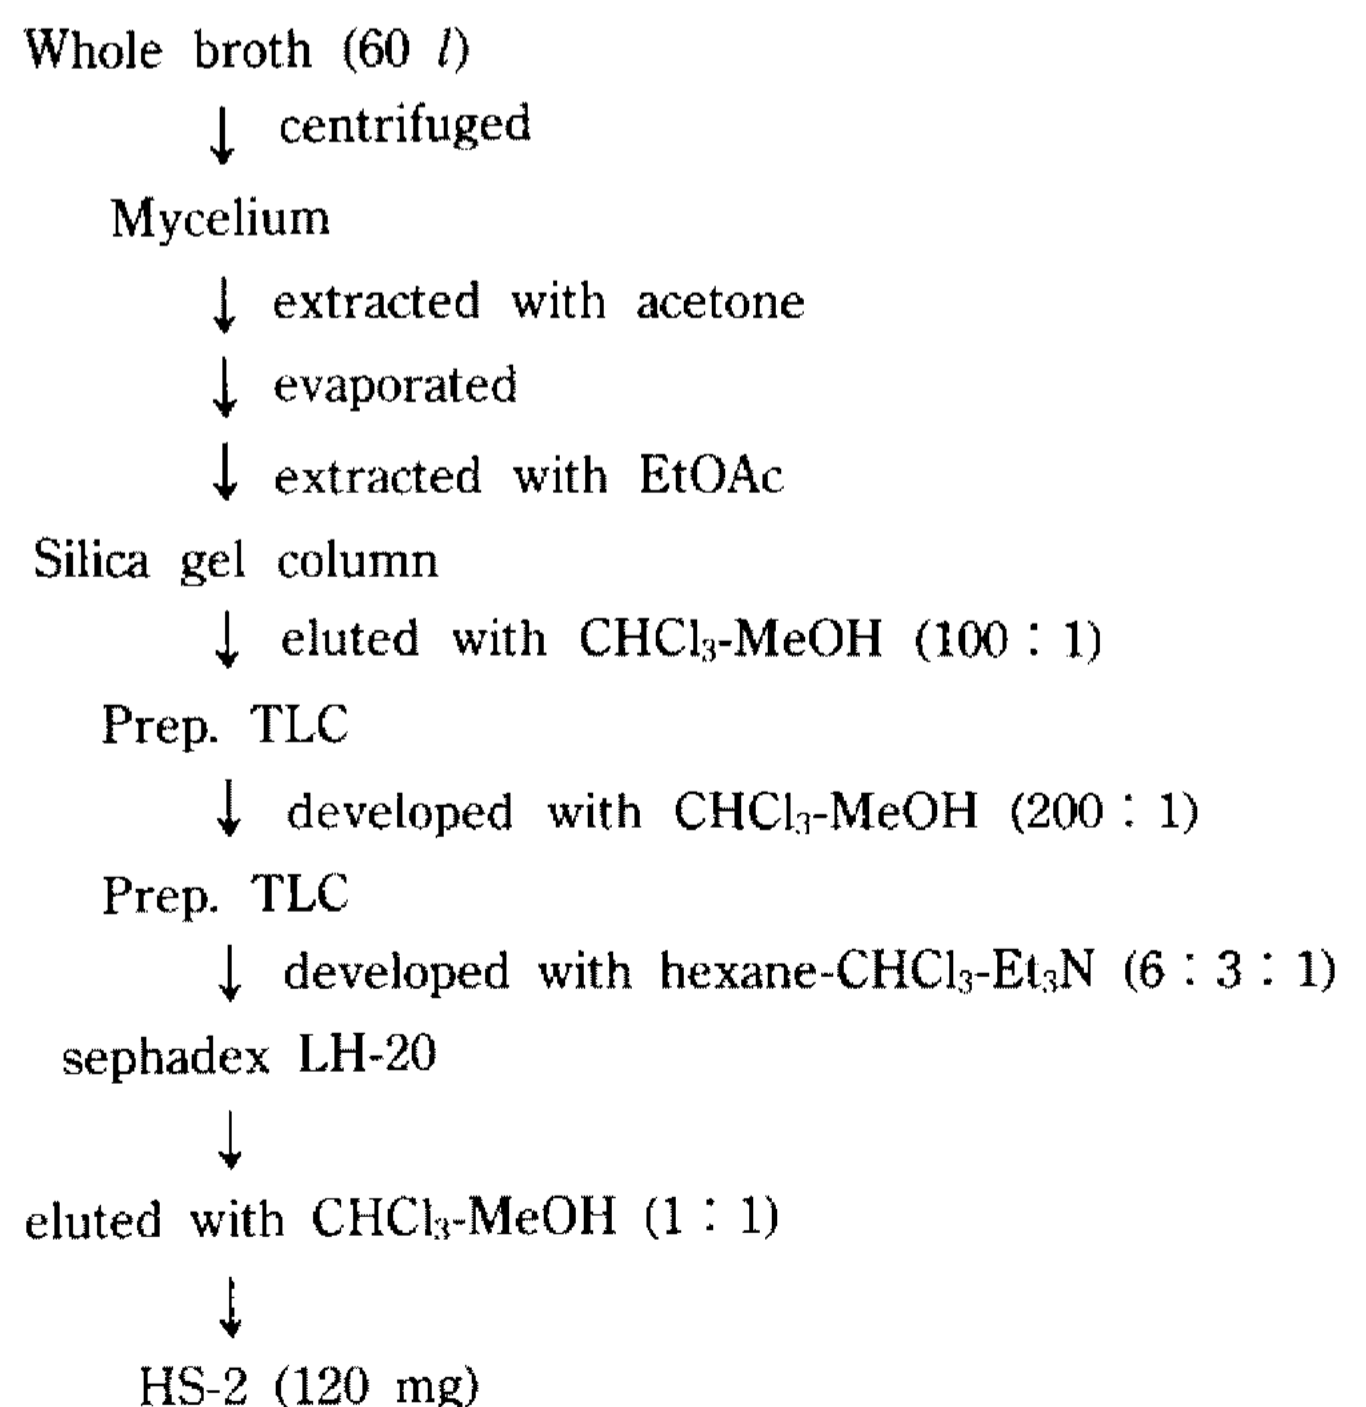 Whole broth (60 l)
↓ centrifuged
Mycelium
↓ extracted with acetone
↓ evaporated
↓ extracted with EtOAc
Silica gel column
↓ eluted with CHCl₃-MeOH (100 : 1)
Prep. TLC
↓ developed with CHCl₃-MeOH (200 : 1)
Prep. TLC
↓ developed with hexane-CHCl₃-Et₃N (6 : 3 : 1)
sephadex LH-20
↓
eluted with CHCl₃-MeOH (1 : 1)
↓
HS-2 (120 mg)